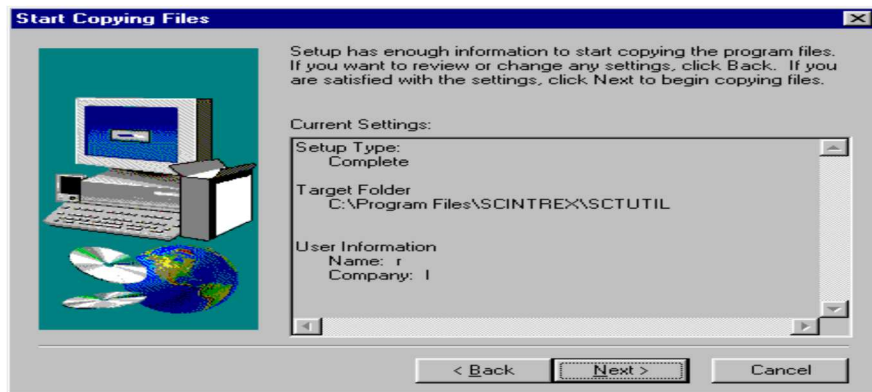 Start Copying Files
Setup has enough information to start copying the program files.
If you want to review or change any settings, click Back. If you
are satisfied with the settings, click Next to begin copying files.
Current Settings:
Setup Type:
Complete
Target Folder
C:\Program Files\SCINTREX\SCTUTIL
User Information
Name: r
Company: l
< Back
Next >
Cancel